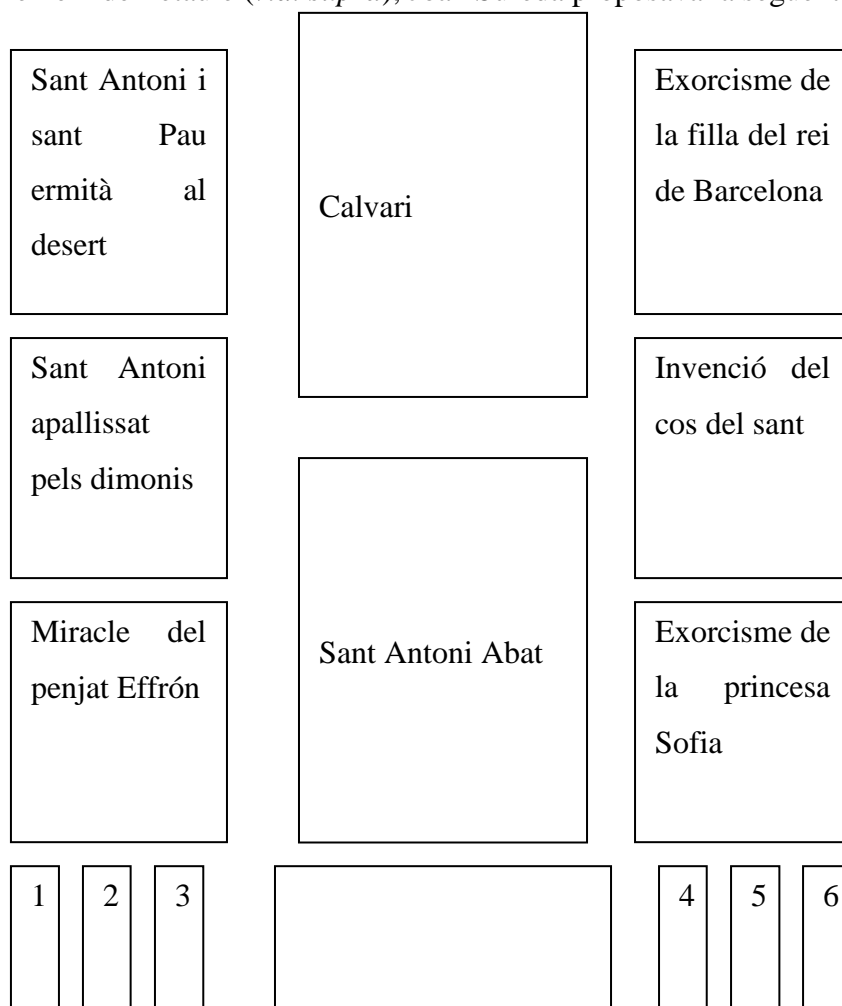 Sant Antoni i
sant Pau
ermità al
desert
Calvari
Exorcisme de
la filla del rei
de Barcelona
Sant Antoni
apallissat
pels dimonis
Invenció del
cos del sant
Miracle del
penjat Effrón
Sant Antoni Abat
Exorcisme de
la princesa
Sofia
1 2 3 4 5 6